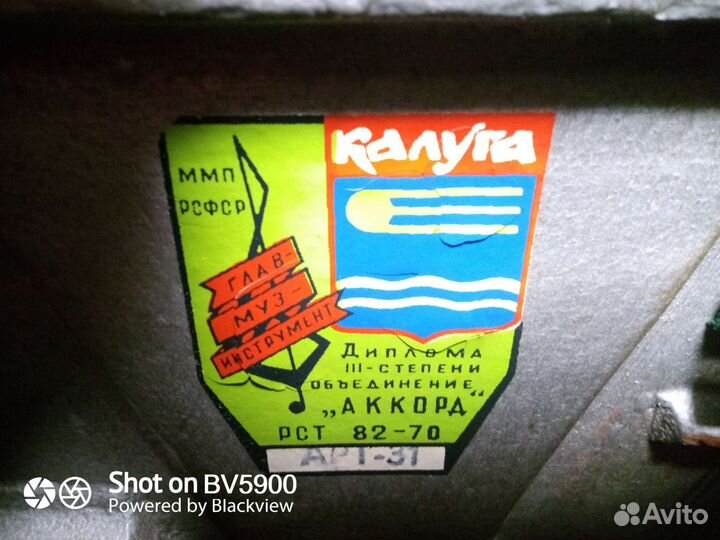 Калуга
ММП
РСФСР
ГЛАВ-
МУЗ-
ИНСТРУМЕНТ
ДИПЛОМА
III-СТЕПЕНИ
ОБЪЕДИНЕНИЕ
„АККОРД“
РСТ 82-70
АРТ-31
Shot on BV5900
Powered by Blackview
Avito